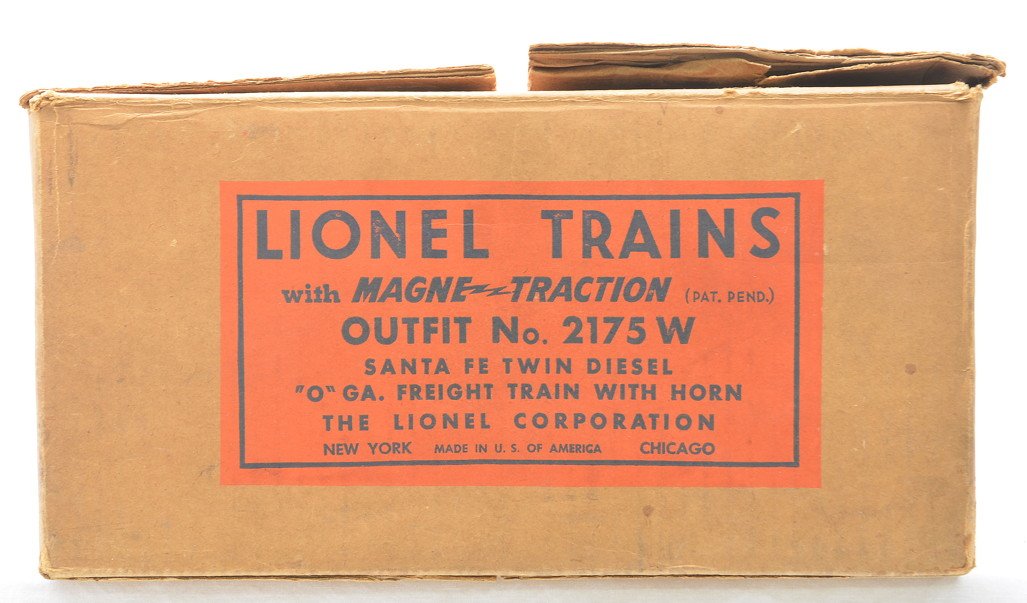 LIONEL TRAINS
with MAGNE-TRACTION (PAT. PEND.)
OUTFIT No. 2175 W
SANTA FE TWIN DIESEL
"O" GA. FREIGHT TRAIN WITH HORN
THE LIONEL CORPORATION
NEW YORK MADE IN U. S. OF AMERICA CHICAGO